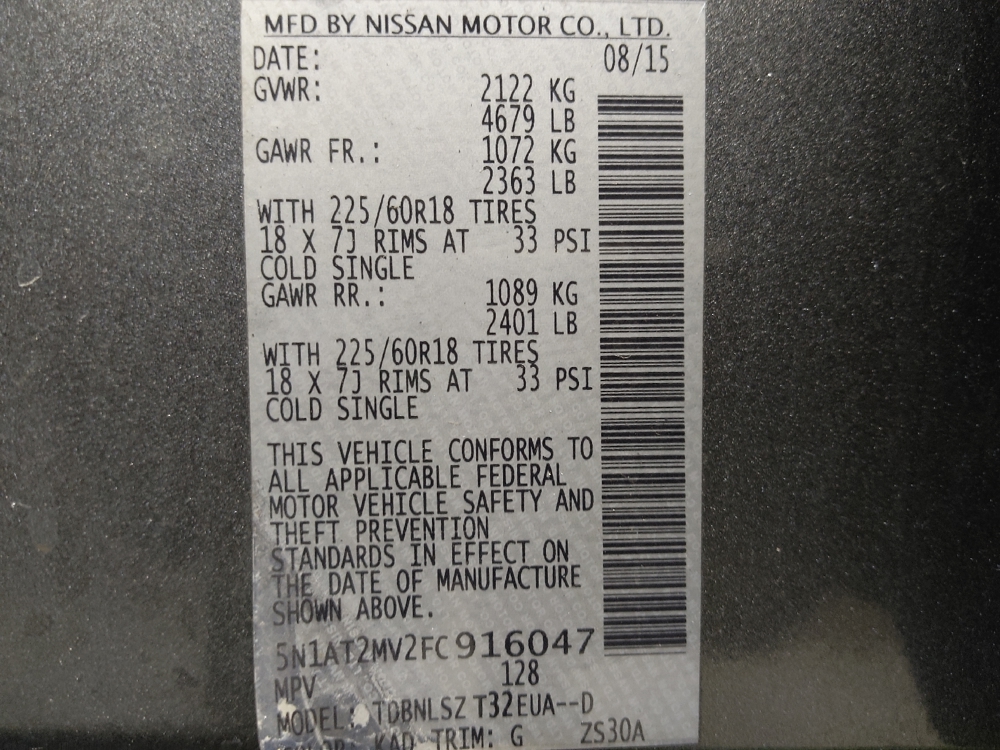 MFD BY NISSAN MOTOR CO., LTD.
DATE: 08/15
GVWR: 2122 KG
4679 LB
GAWR FR.: 1072 KG
2363 LB
WITH 225/60R18 TIRES
18 X 7J RIMS AT 33 PSI
COLD SINGLE
GAWR RR.: 1089 KG
2401 LB
WITH 225/60R18 TIRES
18 X 7J RIMS AT 33 PSI
COLD SINGLE
THIS VEHICLE CONFORMS TO
ALL APPLICABLE FEDERAL
MOTOR VEHICLE SAFETY AND
THEFT PREVENTION
STANDARDS IN EFFECT ON
THE DATE OF MANUFACTURE
SHOWN ABOVE.
5N1AT2MV2FC916047
MPV 128
MODEL: TDBNLSZ T32EUA--D
COLOR: KAD TRIM: G ZS30A